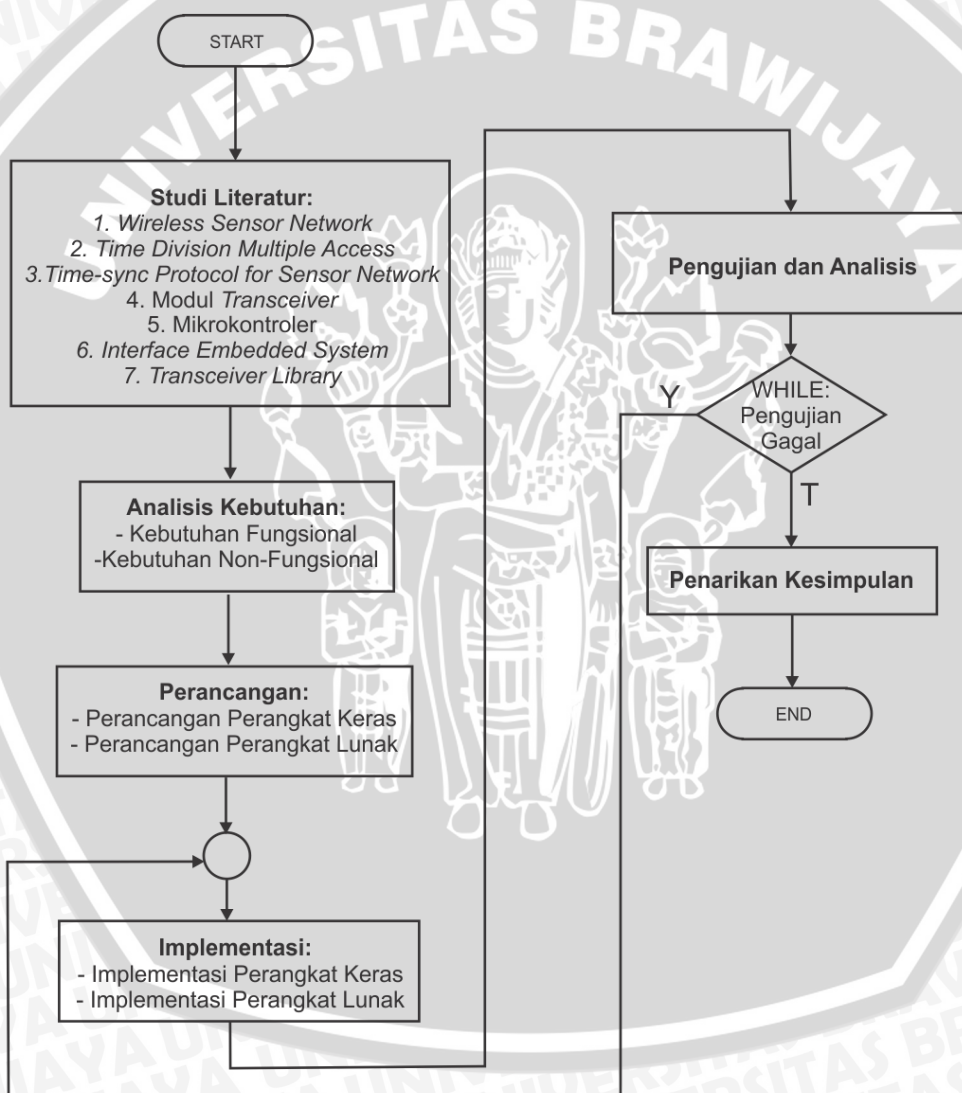 UNIVERSITAS BRAWIJAYA
START
Studi Literatur:
1. Wireless Sensor Network
2. Time Division Multiple Access
3.Time-sync Protocol for Sensor Network
4. Modul Transceiver
5. Mikrokontroler
6. Interface Embedded System
7. Transceiver Library
Analisis Kebutuhan:
- Kebutuhan Fungsional
-Kebutuhan Non-Fungsional
Perancangan:
- Perancangan Perangkat Keras
- Perancangan Perangkat Lunak
Implementasi:
- Implementasi Perangkat Keras
- Implementasi Perangkat Lunak
Pengujian dan Analisis
WHILE:
Pengujian
Gagal
Y
T
Penarikan Kesimpulan
END